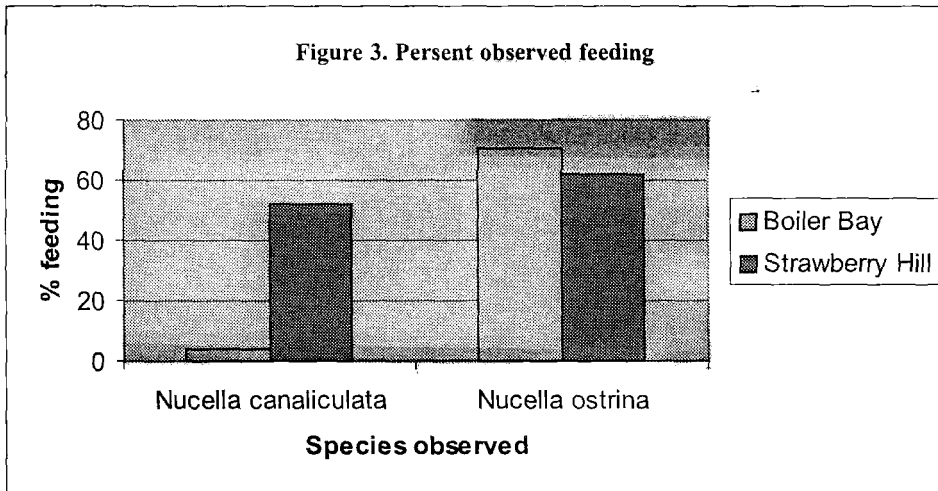 Figure 3. Persent observed feeding
80
60
40
20
0
% feeding
Nucella canaliculata
Nucella ostrina
Species observed
Boiler Bay
Strawberry Hill